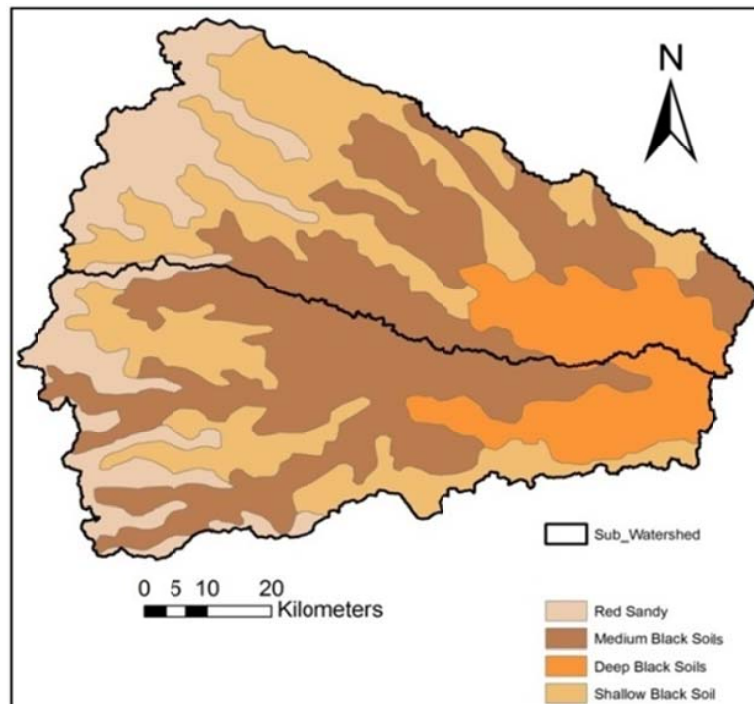 N
Sub_Watershed
0 5 10 20
Kilometers
Red Sandy
Medium Black Soils
Deep Black Soils
Shallow Black Soil